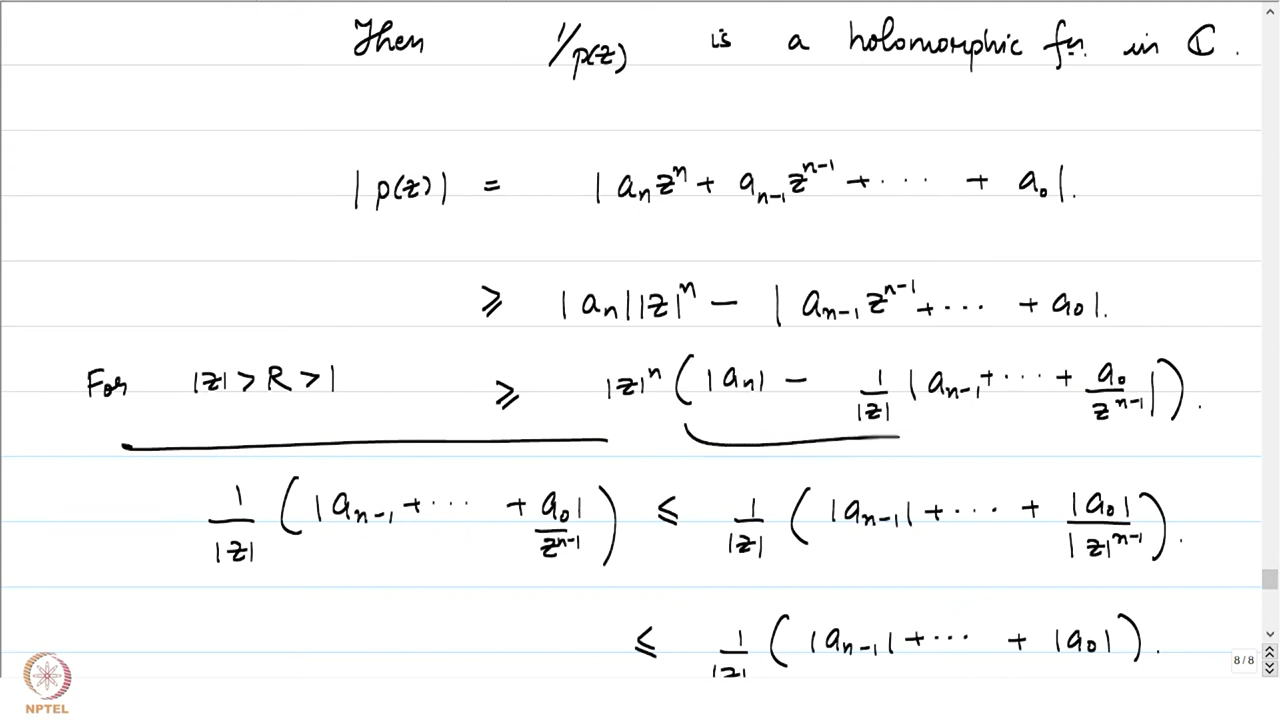 Then 1/p(z) is a holomorphic fn. in ℂ.
|p(z)| = |aₙzⁿ + aₙ₋₁zⁿ⁻¹ + ··· + a₀|.
≥ |aₙ||z|ⁿ − |aₙ₋₁zⁿ⁻¹ + ··· + a₀|.
For |z| > R > 1 ≥ |z|ⁿ (|aₙ| − 1/|z| |aₙ₋₁ + ··· + a₀/zⁿ⁻¹|).
1/|z| (|aₙ₋₁ + ··· + a₀/zⁿ⁻¹|) ≤ 1/|z| (|aₙ₋₁| + ··· + |a₀|/|z|ⁿ⁻¹).
≤ 1/|z| (|aₙ₋₁| + ··· + |a₀|).
8/8
NPTEL